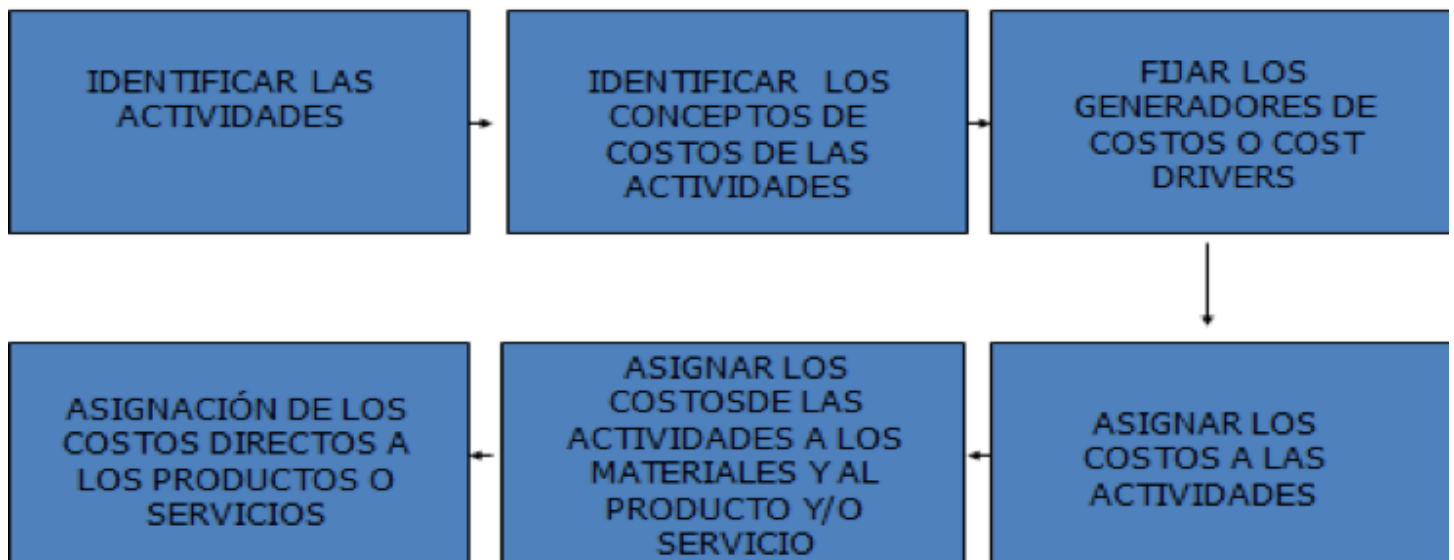 IDENTIFICAR LAS
ACTIVIDADES
IDENTIFICAR LOS
CONCEPTOS DE
COSTOS DE LAS
ACTIVIDADES
FIJAR LOS
GENERADORES DE
COSTOS O COST
DRIVERS
ASIGNAR LOS
COSTOS A LAS
ACTIVIDADES
ASIGNAR LOS
COSTOSDE LAS
ACTIVIDADES A LOS
MATERIALES Y AL
PRODUCTO Y/O
SERVICIO
ASIGNACIÓN DE LOS
COSTOS DIRECTOS A
LOS PRODUCTOS O
SERVICIOS